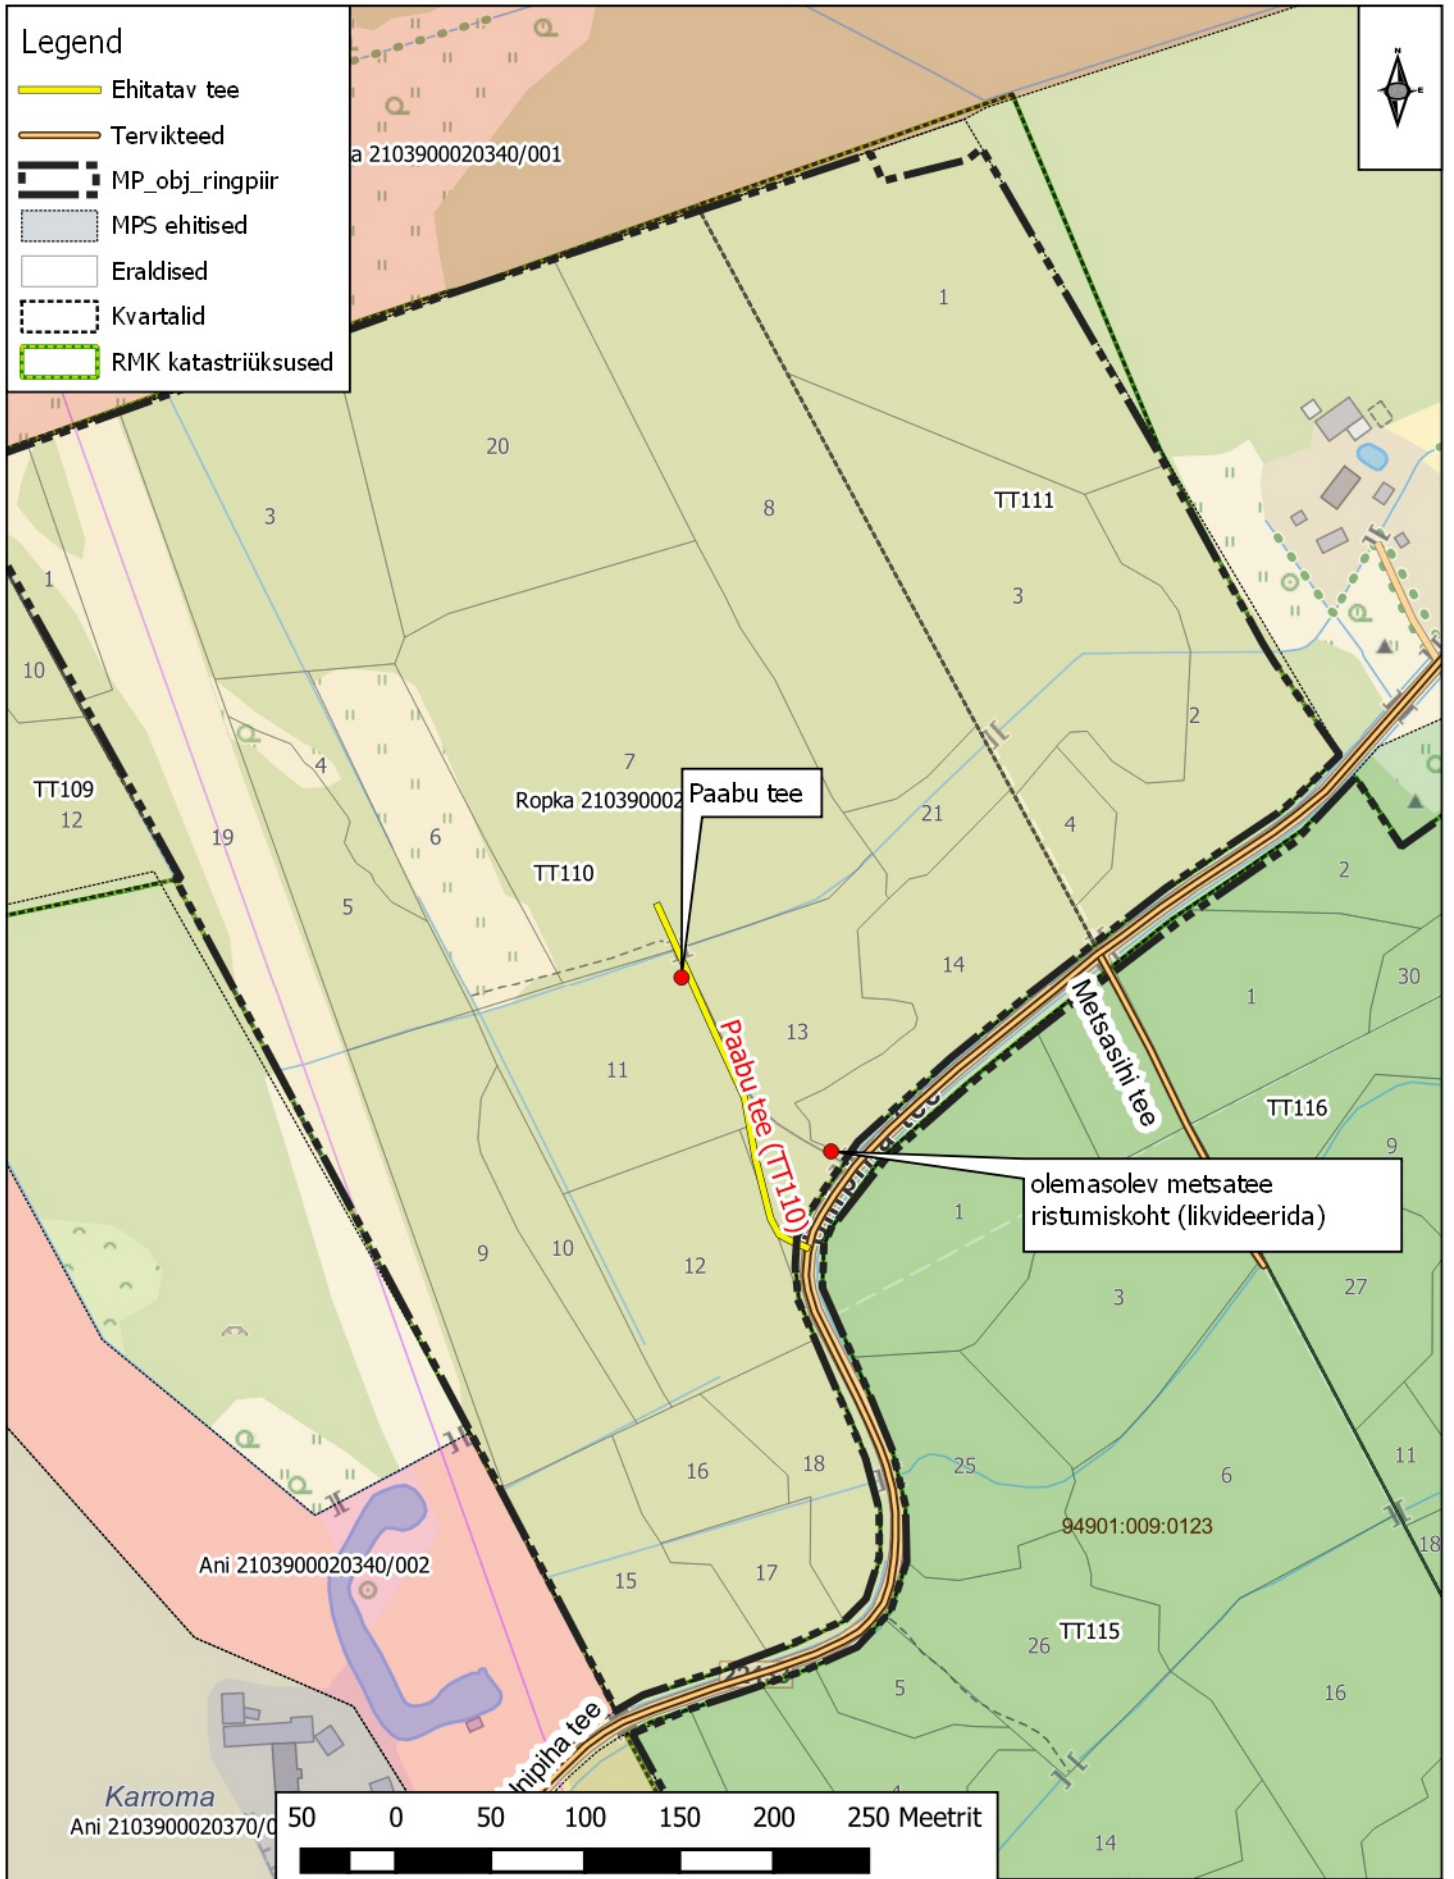 Legend
Ehitatav tee
Tervikteed
MP_obj_ringpiir
MPS ehitised
Eraldised
Kvartalid
RMK katastriüksused
N
E
a 2103900020340/001
1
20
3
8
TT111
3
1
10
2
4
7
TT109
12
Ropka 210390002
Paabu tee
19
6
21
4
TT110
2
5
14
30
1
13
Metsasihi tee
11
Paabu tee (TT110)
TT116
9
olemasolev metsatee
ristumiskoht (likvideerida)
1
9
10
12
3
27
16
18
25
6
11
94901:009:0123
18
Ani 2103900020340/002
15
17
26
TT115
5
16
Unipiha tee
Karroma
Ani 2103900020370/0
14
50 0 50 100 150 200 250 Meetrit